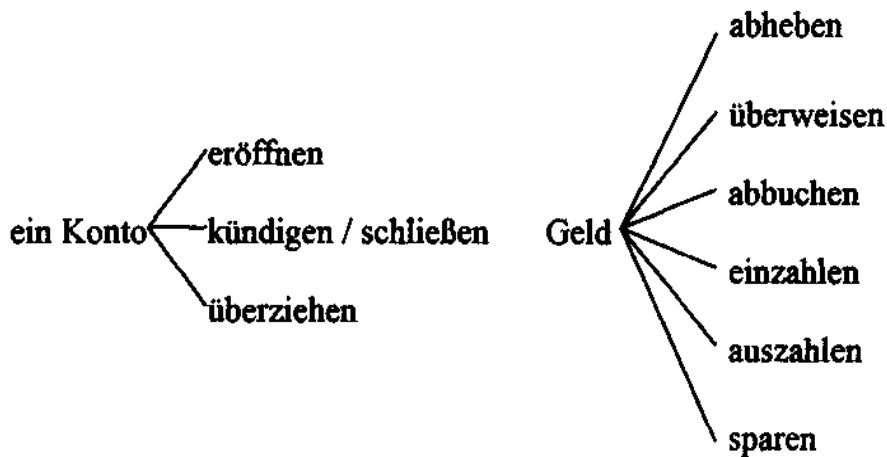 ein Konto
eröffnen
kündigen / schließen
überziehen
Geld
abheben
überweisen
abbuchen
einzahlen
auszahlen
sparen